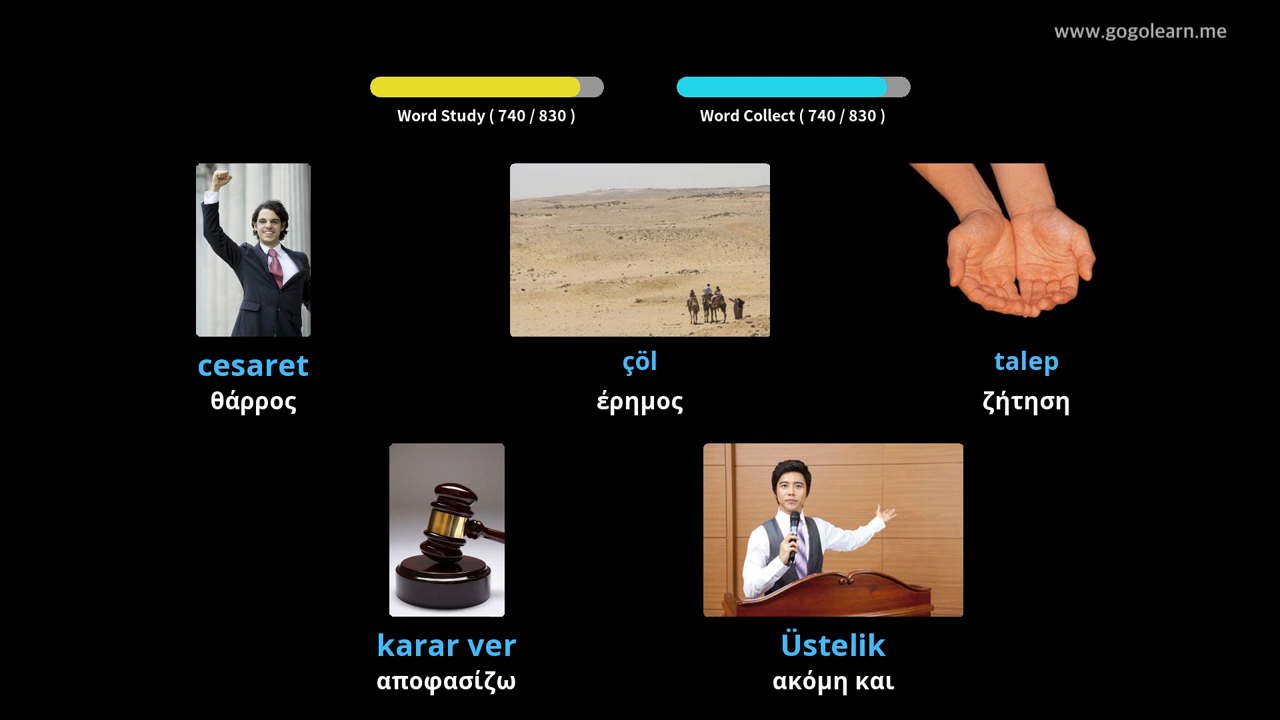 www.gogolearn.me
Word Study ( 740 / 830 )
Word Collect ( 740 / 830 )
cesaret
θάρρος
çöl
έρημος
talep
ζήτηση
karar ver
αποφασίζω
Üstelik
ακόμη και